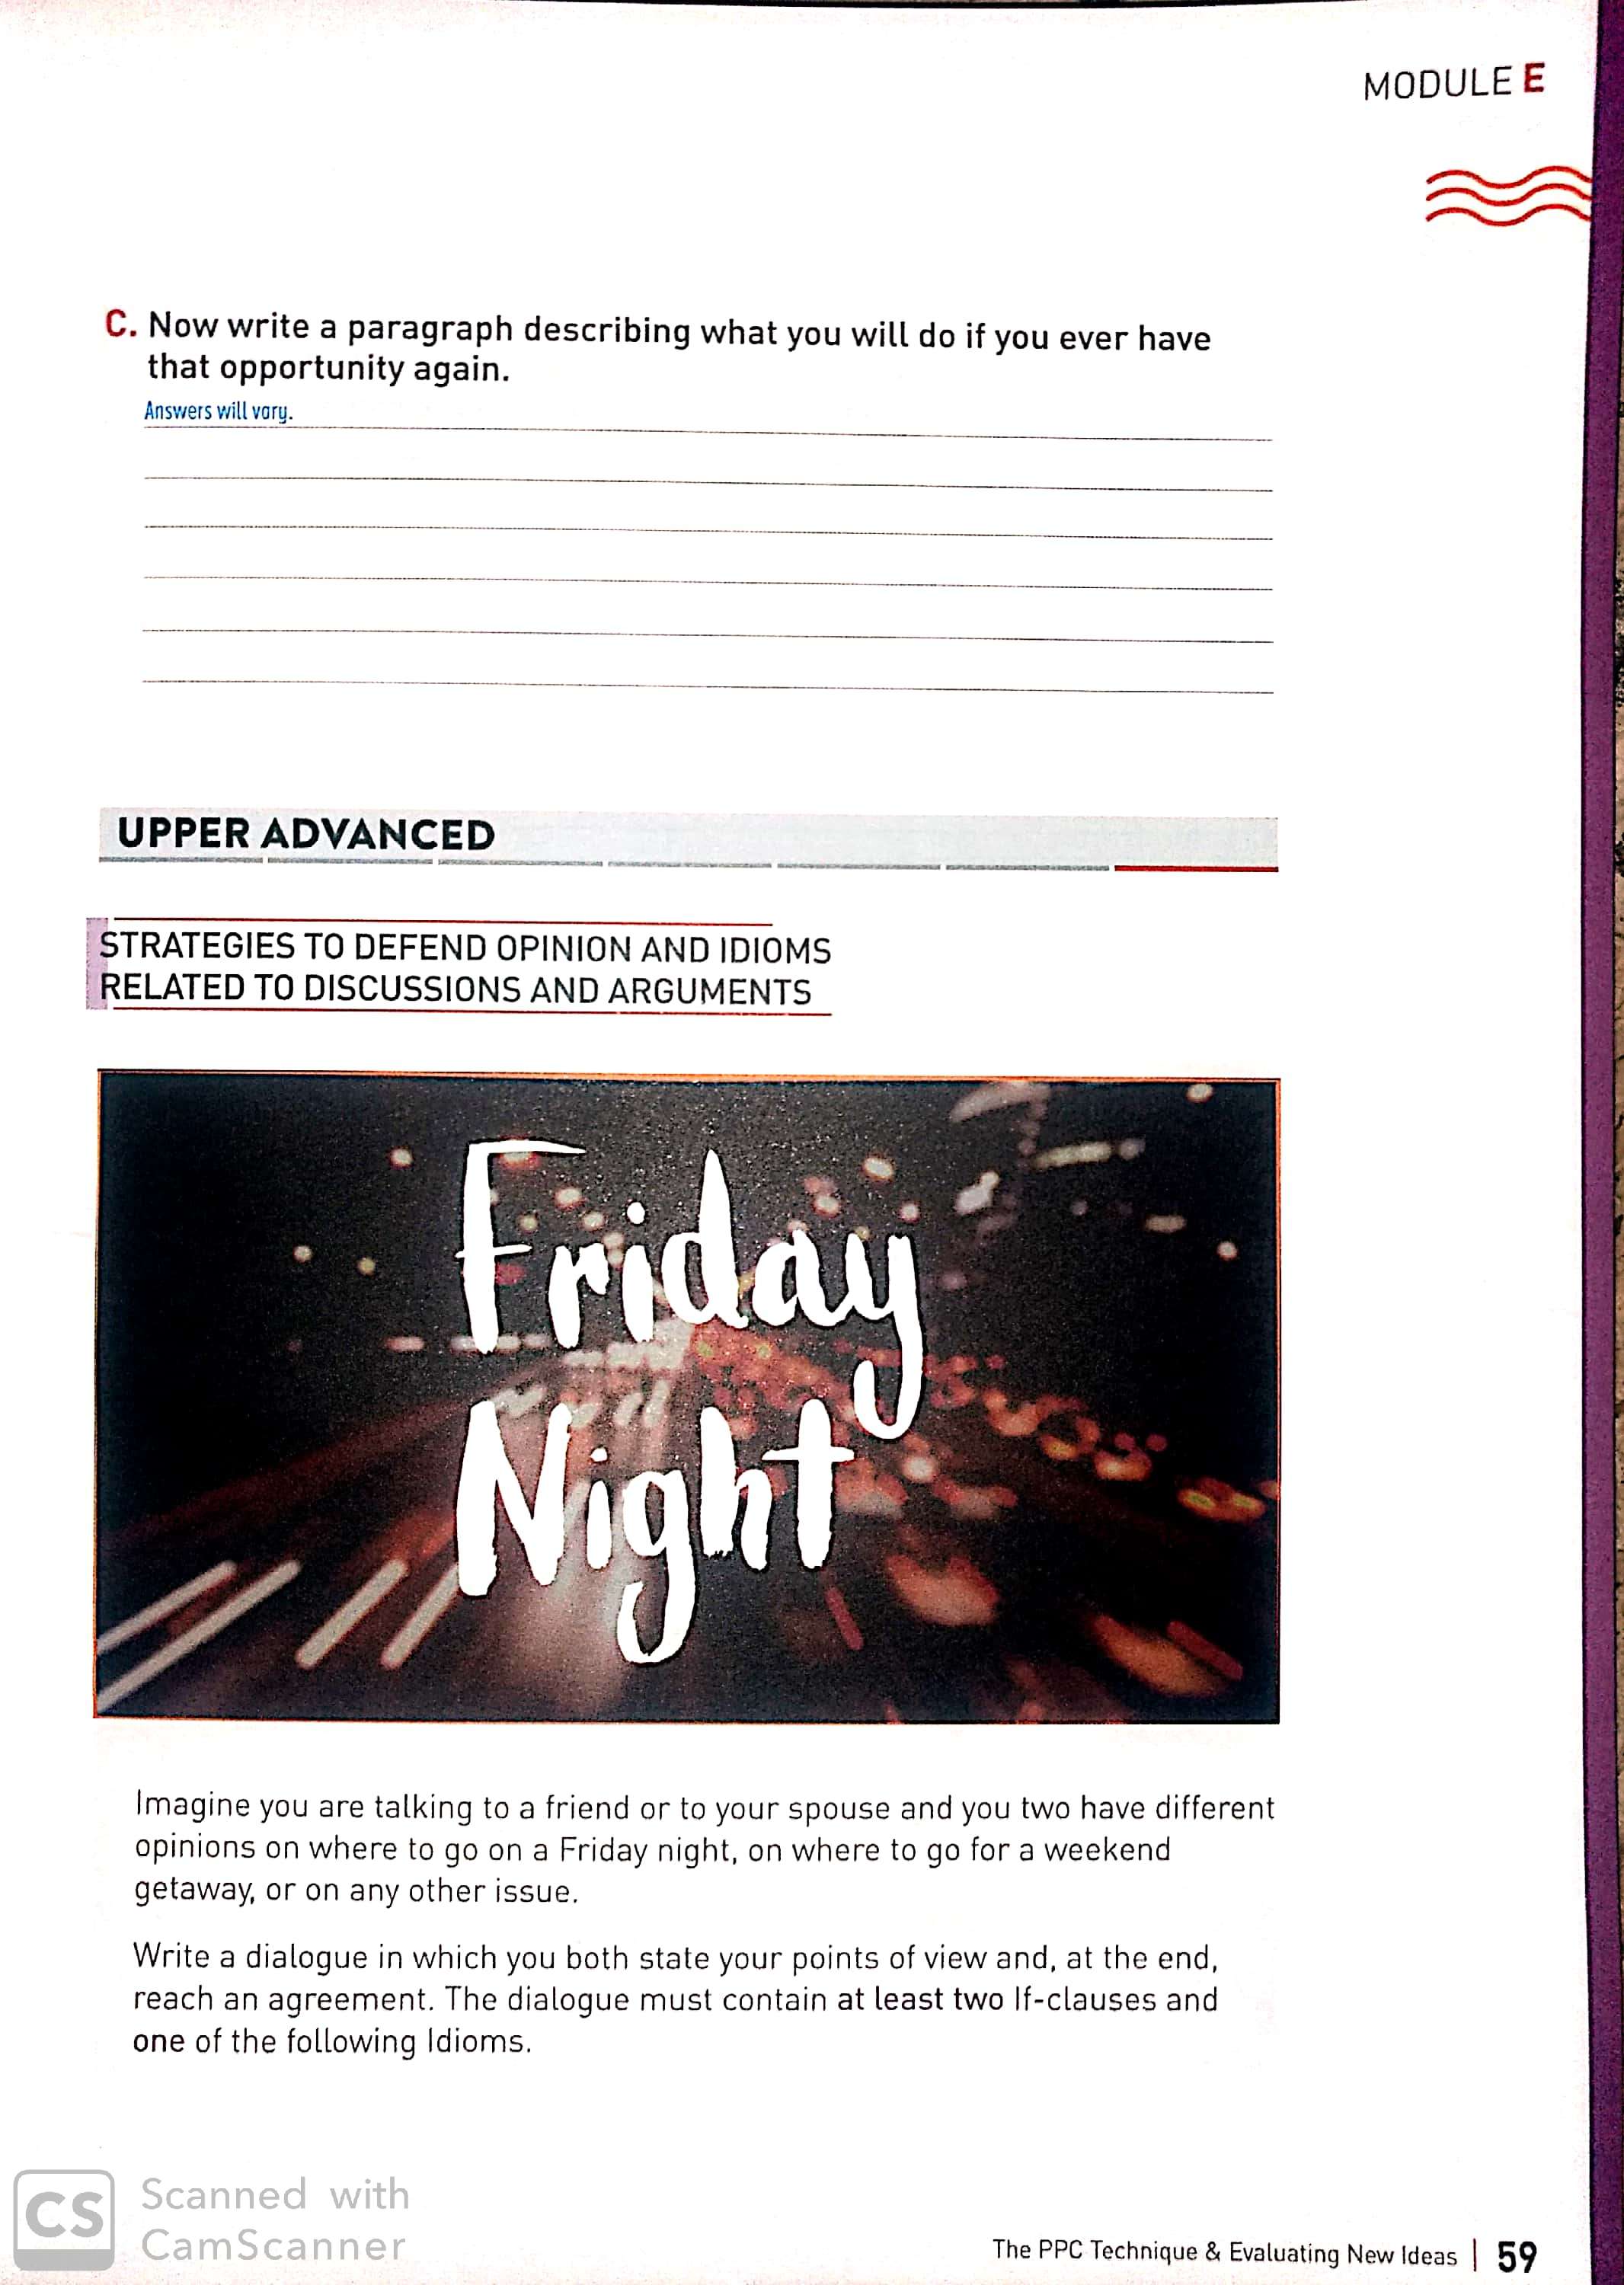 MODULE E
C. Now write a paragraph describing what you will do if you ever have
that opportunity again.
Answers will vary.
UPPER ADVANCED
STRATEGIES TO DEFEND OPINION AND IDIOMS
RELATED TO DISCUSSIONS AND ARGUMENTS
Friday
Night
Imagine you are talking to a friend or to your spouse and you two have different
opinions on where to go on a Friday night, on where to go for a weekend
getaway, or on any other issue.
Write a dialogue in which you both state your points of view and, at the end,
reach an agreement. The dialogue must contain at least two If-clauses and
one of the following Idioms.
CS
Scanned with
CamScanner
The PPC Technique & Evaluating New Ideas | 59